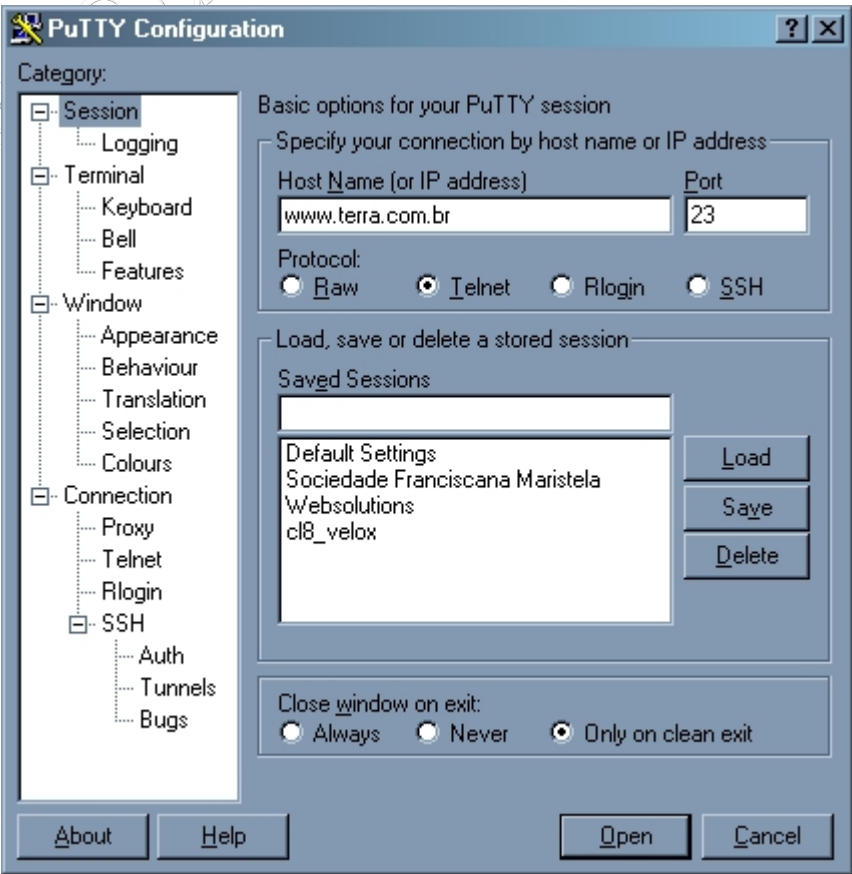 PuTTY Configuration
Category:
Session
Logging
Terminal
Keyboard
Bell
Features
Window
Appearance
Behaviour
Translation
Selection
Colours
Connection
Proxy
Telnet
Rlogin
SSH
Auth
Tunnels
Bugs
Basic options for your PuTTY session
Specify your connection by host name or IP address
Host Name (or IP address) Port
www.terra.com.br 23
Protocol:
Raw Telnet Rlogin SSH
Load, save or delete a stored session
Saved Sessions
Default Settings
Sociedade Franciscana Maristela
Websolutions
cl8_velox
Load
Save
Delete
Close window on exit:
Always Never Only on clean exit
About Help Open Cancel